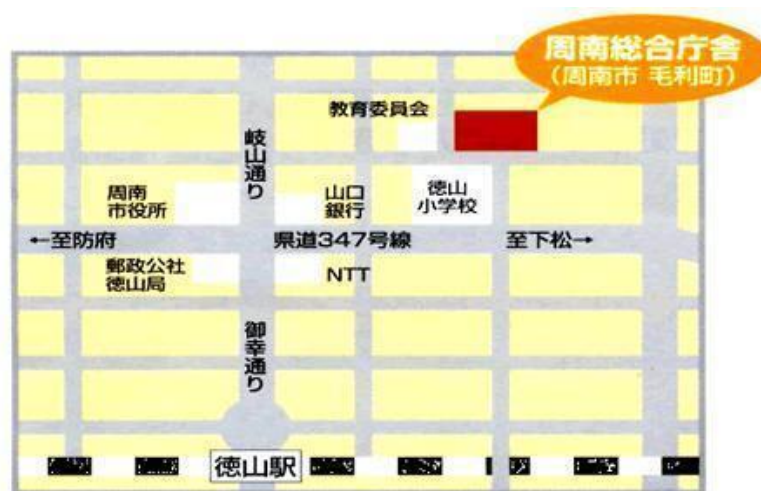 周南総合庁舎
(周南市 毛利町)
教育委員会
岐山通り
周南
市役所
山口
銀行
徳山
小学校
←至防府
県道347号線
至下松→
郵政公社
徳山局
NTT
御幸通り
徳山駅